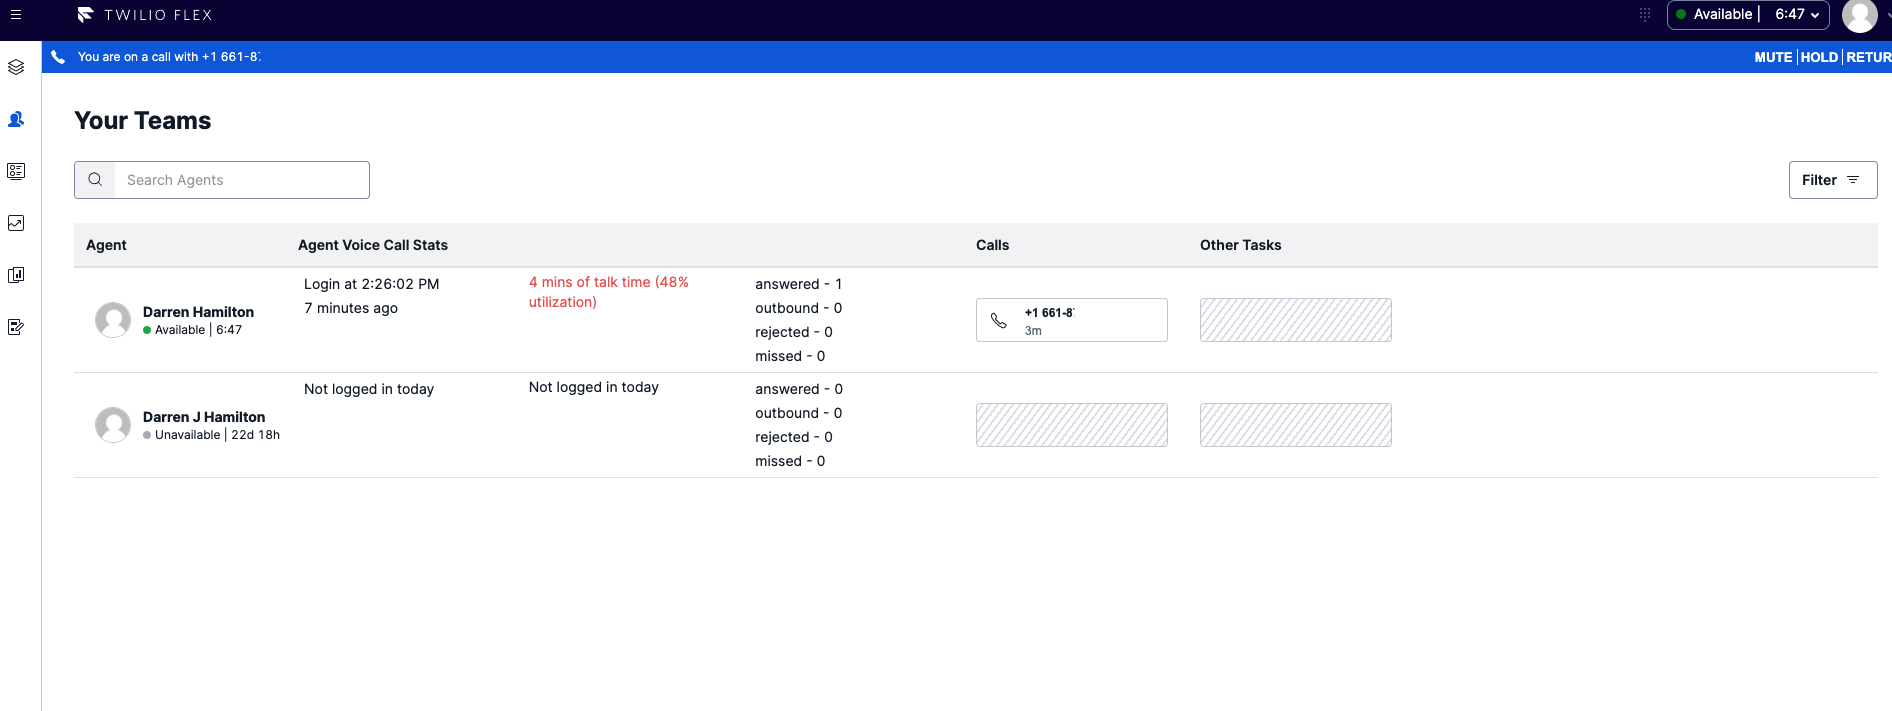 TWILIO FLEX
Available | 6:47
You are on a call with +1 661-8
MUTE | HOLD | RETUR
Your Teams
Search Agents
Filter
Agent
Agent Voice Call Stats
Calls
Other Tasks
Darren Hamilton
Available | 6:47
Login at 2:26:02 PM
7 minutes ago
4 mins of talk time (48%
utilization)
answered - 1
outbound - 0
rejected - 0
missed - 0
+1 661-8
3m
Darren J Hamilton
Unavailable | 22d 18h
Not logged in today
Not logged in today
answered - 0
outbound - 0
rejected - 0
missed - 0